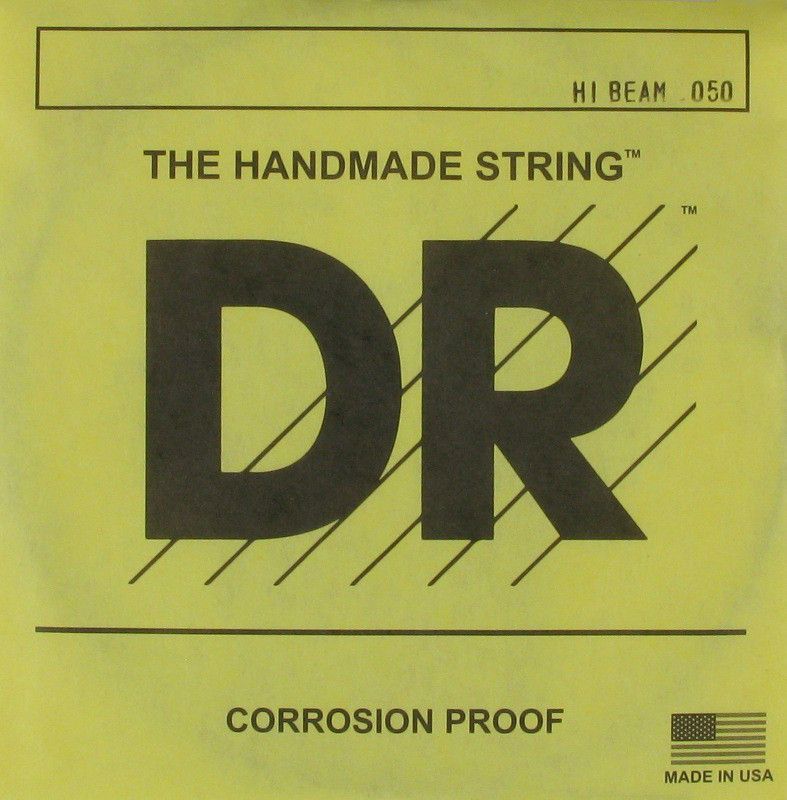 HI BEAM .050
THE HANDMADE STRING™
DR™
CORROSION PROOF
MADE IN USA